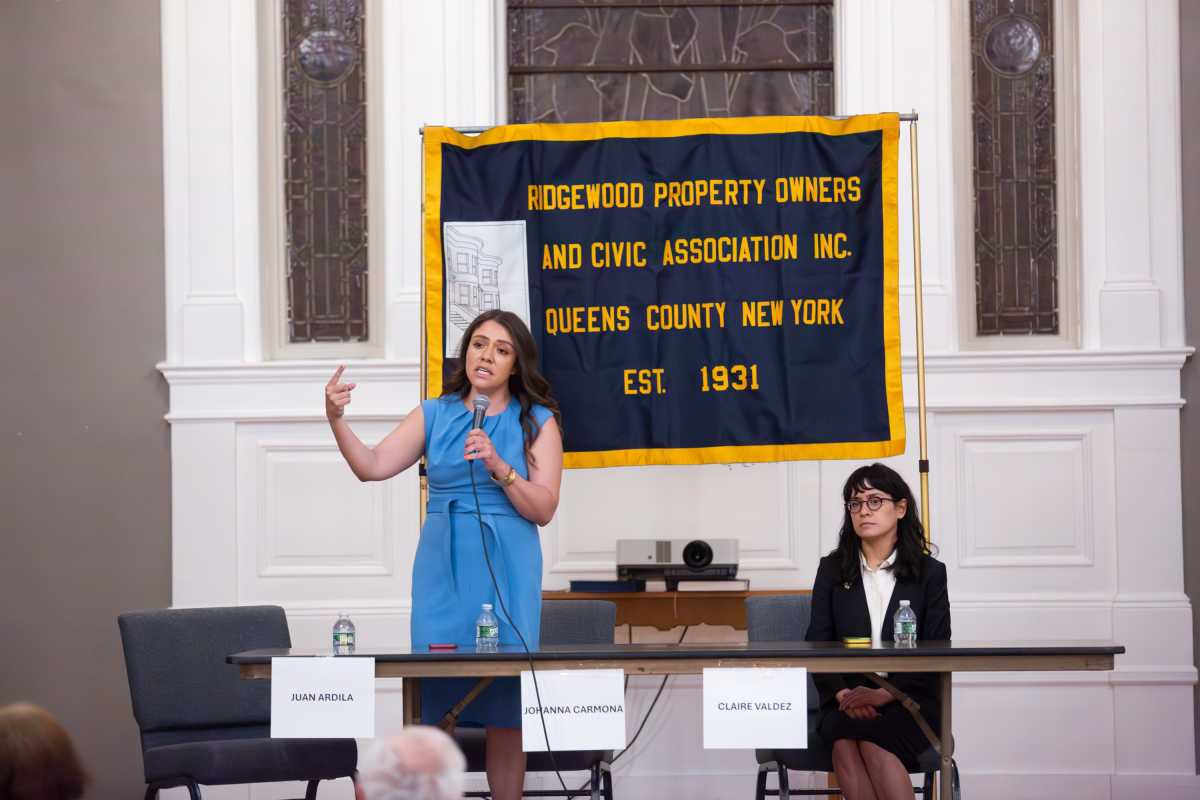 RIDGEWOOD PROPERTY OWNERS
AND CIVIC ASSOCIATION INC.
QUEENS COUNTY NEW YORK
EST. 1931
JUAN ARDILA
JOHANNA CARMONA
CLAIRE VALDEZ